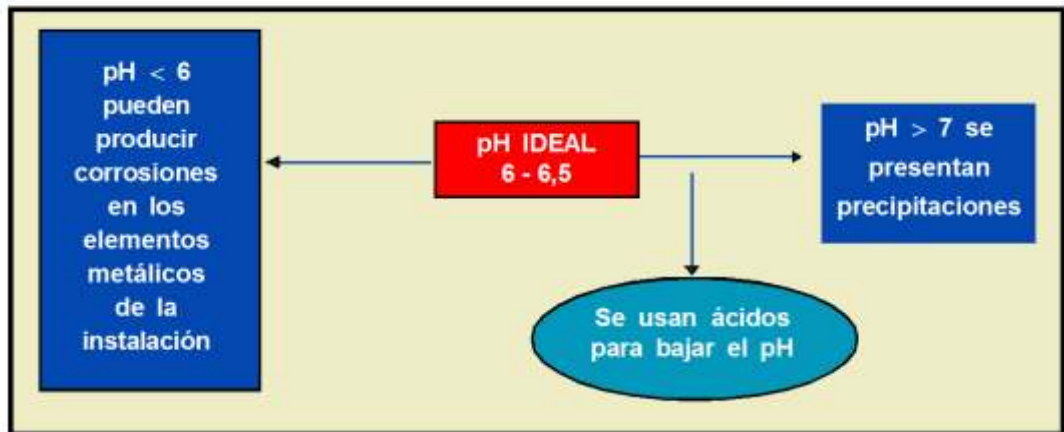 pH < 6
pueden
producir
corrosiones
en los
elementos
metálicos
de la
instalación
pH IDEAL
6 - 6,5
pH > 7 se
presentan
precipitaciones
Se usan ácidos
para bajar el pH